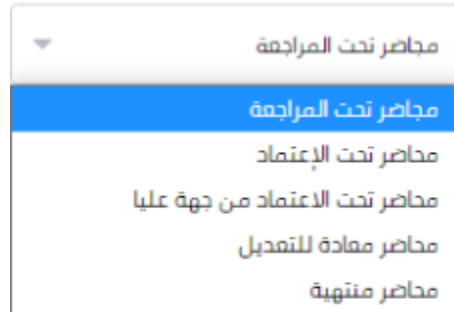 محاضر تحت المراجعة
محاضر تحت المراجعة
محاضر تحت الإعتماد
محاضر تحت الاعتماد من جهة عليا
محاضر معادة للتعديل
محاضر منتهية